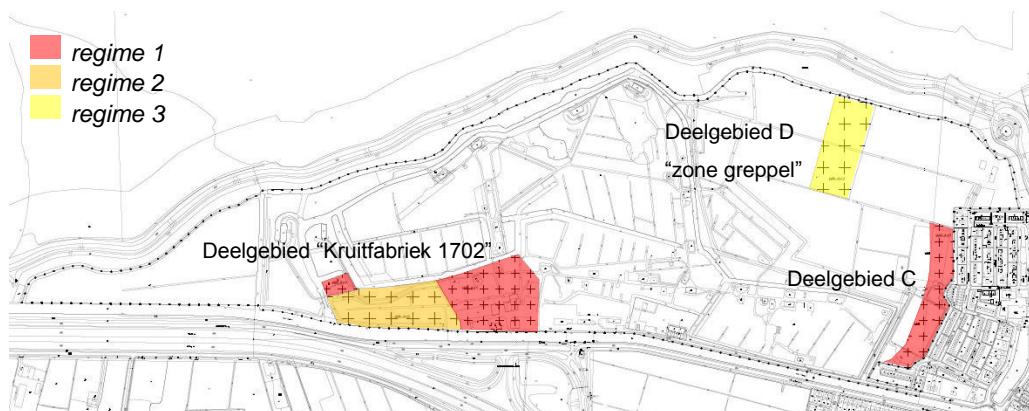 regime 1
regime 2
regime 3
Deelgebied D
“zone greppel”
Deelgebied “Kruitfabriek 1702”
Deelgebied C